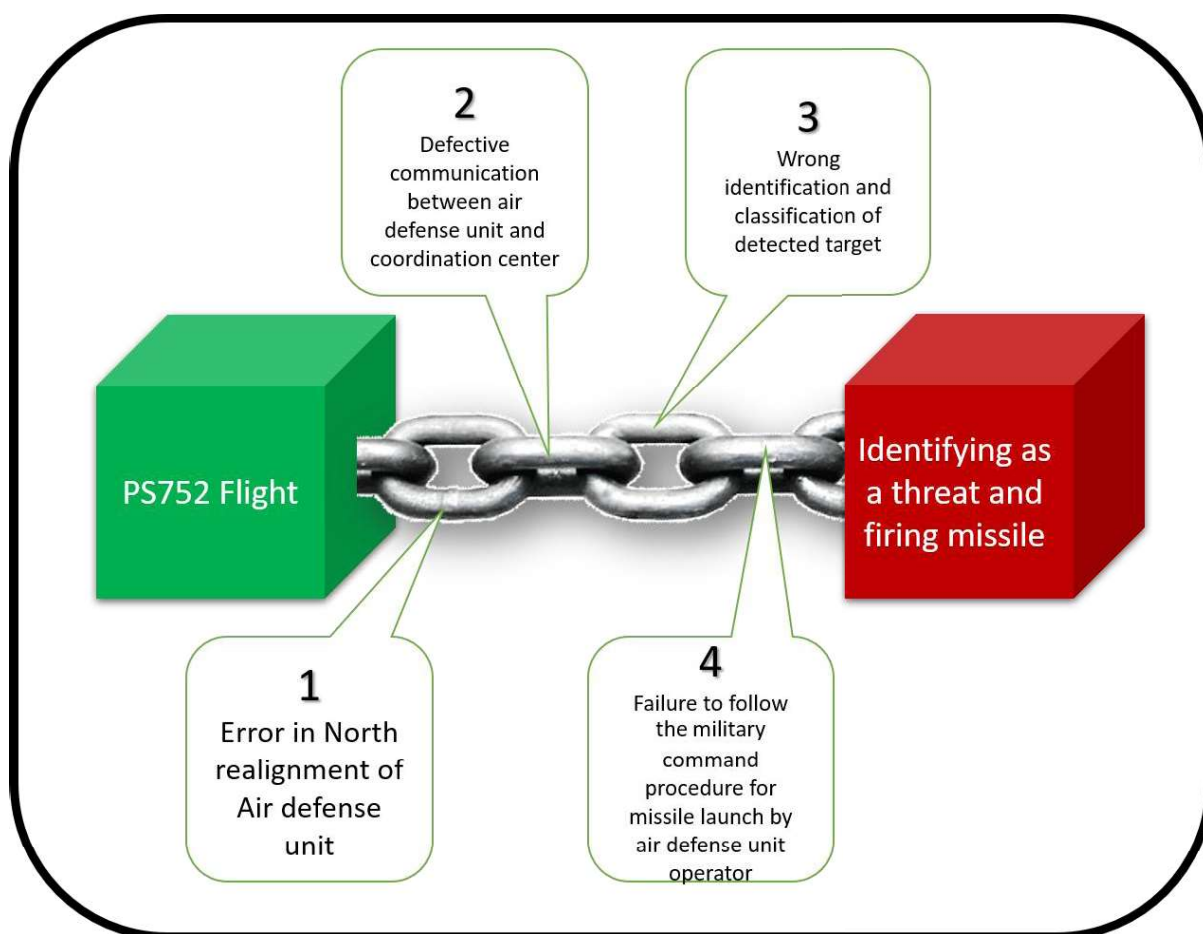 PS752 Flight
1
Error in North
realignment of
Air defense
unit
2
Defective
communication
between air
defense unit and
coordination center
3
Wrong
identification and
classification of
detected target
4
Failure to follow
the military
command
procedure for
missile launch by
air defense unit
operator
Identifying as
a threat and
firing missile